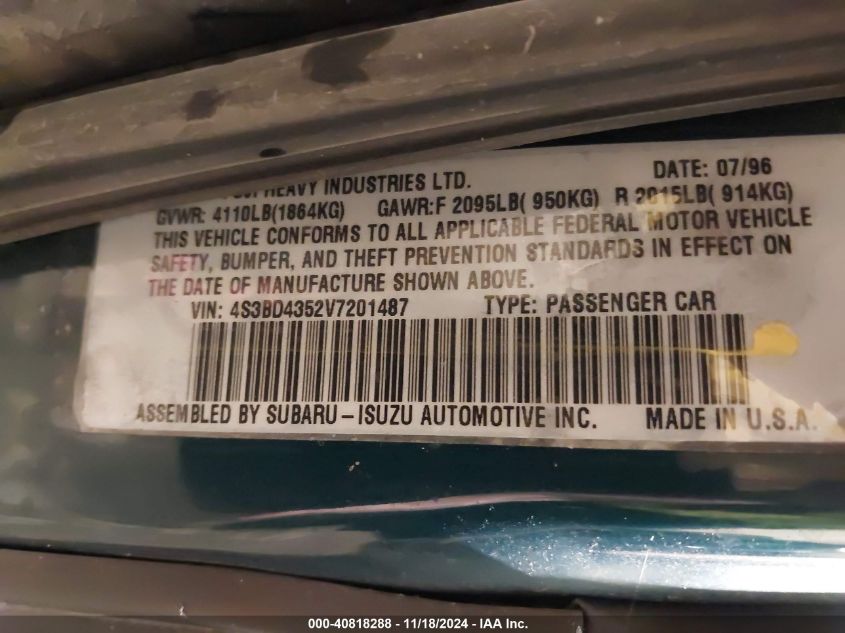 HEAVY INDUSTRIES LTD. DATE: 07/96
GVWR: 4110LB(1864KG) GAWR:F 2095LB( 950KG) R 2015LB( 914KG)
THIS VEHICLE CONFORMS TO ALL APPLICABLE FEDERAL MOTOR VEHICLE
SAFETY, BUMPER, AND THEFT PREVENTION STANDARDS IN EFFECT ON
THE DATE OF MANUFACTURE SHOWN ABOVE.
VIN: 4S3BD4352V7201487 TYPE: PASSENGER CAR
ASSEMBLED BY SUBARU-ISUZU AUTOMOTIVE INC. MADE IN U.S.A.
000-40818288 - 11/18/2024 - IAA Inc.